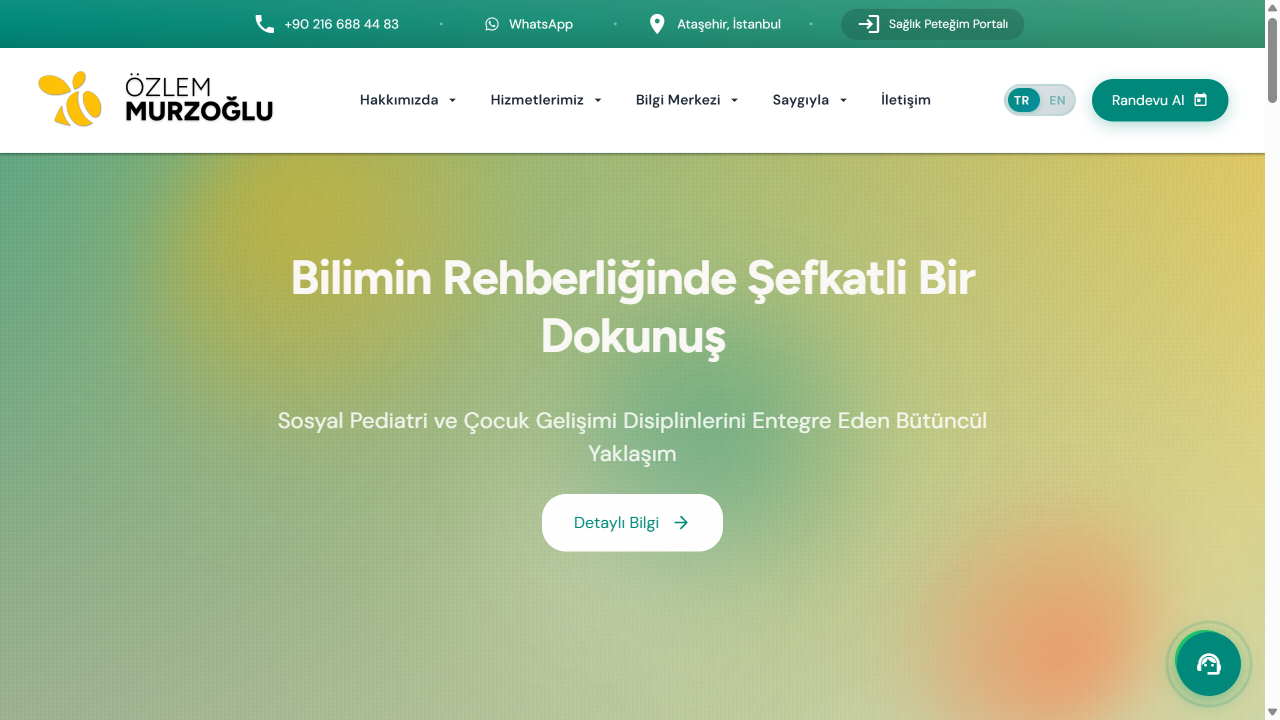 +90 216 688 44 83
WhatsApp
Ataşehir, İstanbul
Sağlık Peteğim Portalı
ÖZLEM
MURZOĞLU
Hakkımızda
Hizmetlerimiz
Bilgi Merkezi
Saygıyla
İletişim
TR
EN
Randevu Al
Bilimin Rehberliğinde Şefkatli Bir
Dokunuş
Sosyal Pediatri ve Çocuk Gelişimi Disiplinlerini Entegre Eden Bütüncül
Yaklaşım
Detaylı Bilgi